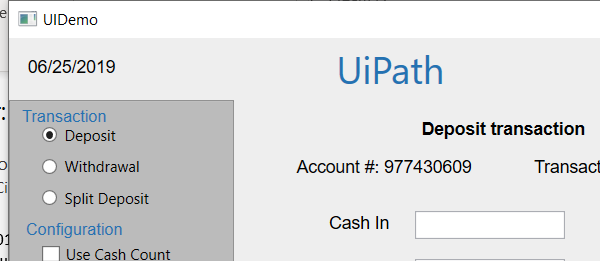 UIDemo
06/25/2019
UiPath
Transaction
Deposit
Withdrawal
Split Deposit
Configuration
Use Cash Count
Deposit transaction
Account #: 977430609 Transact
Cash In